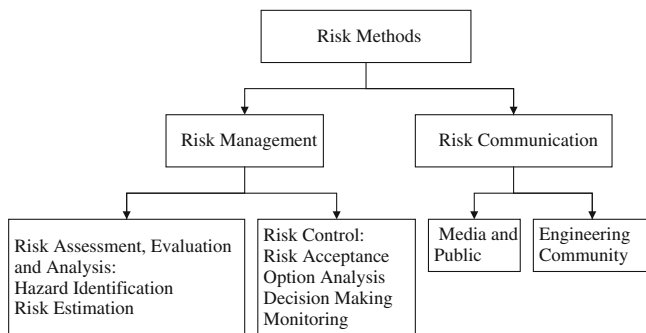 Risk Methods
Risk Management
Risk Communication
Risk Assessment, Evaluation
and Analysis:
Hazard Identification
Risk Estimation
Risk Control:
Risk Acceptance
Option Analysis
Decision Making
Monitoring
Media and
Public
Engineering
Community